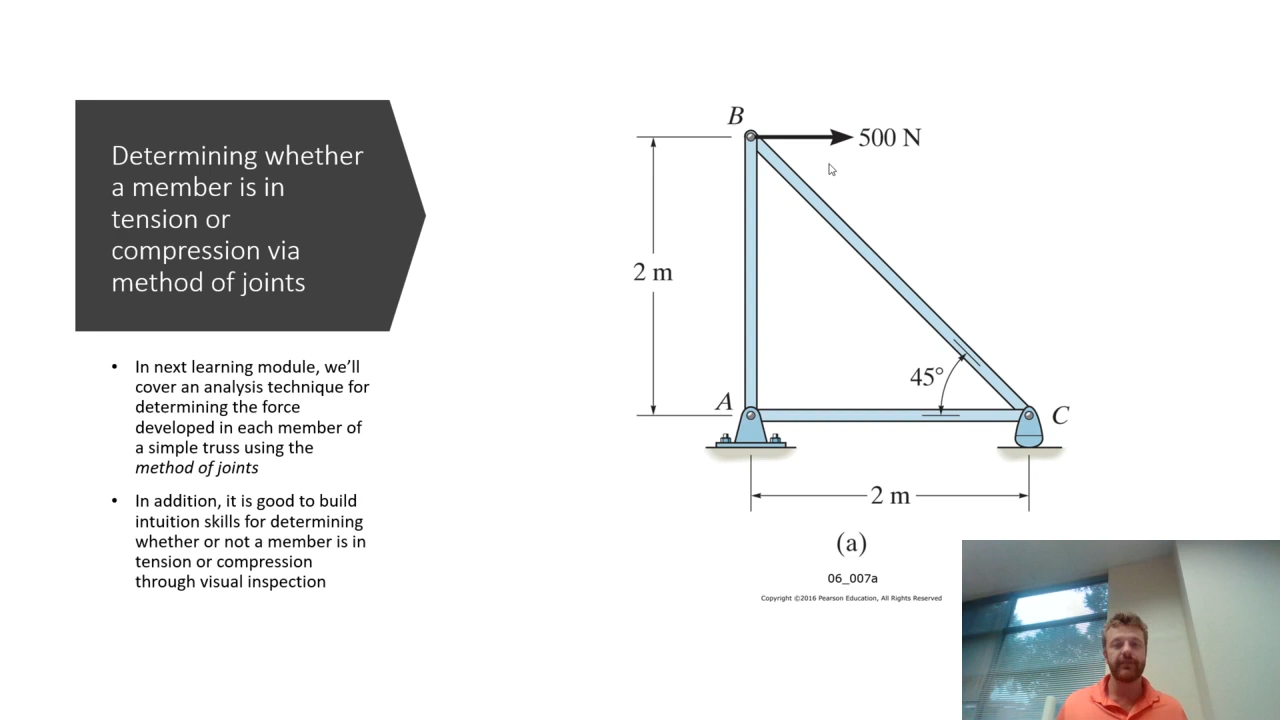 Determining whether
a member is in
tension or
compression via
method of joints
• In next learning module, we’ll
cover an analysis technique for
determining the force
developed in each member of
a simple truss using the
method of joints
• In addition, it is good to build
intuition skills for determining
whether or not a member is in
tension or compression
through visual inspection
B
500 N
2 m
45°
A
C
2 m
(a)
06_007a
Copyright ©2016 Pearson Education, All Rights Reserved